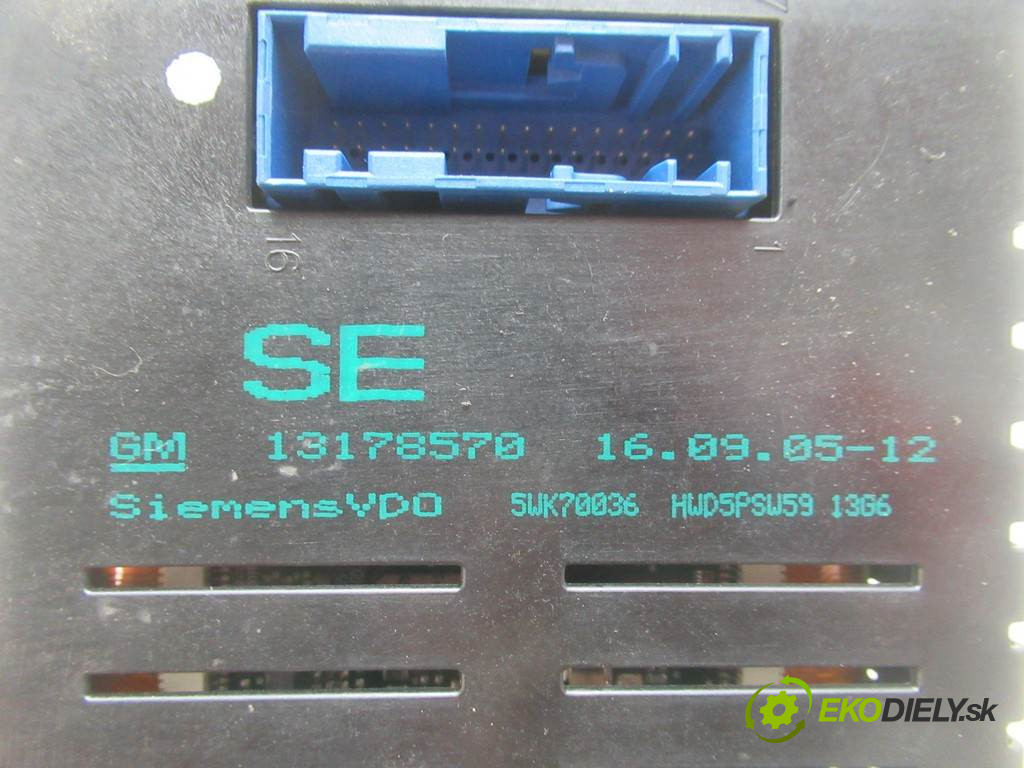 16 1
SE
GM 13178570 16.09.05-12
SiemensVDO 5WK70036 HWD5PSW59 13G6
EKODIELY.sk